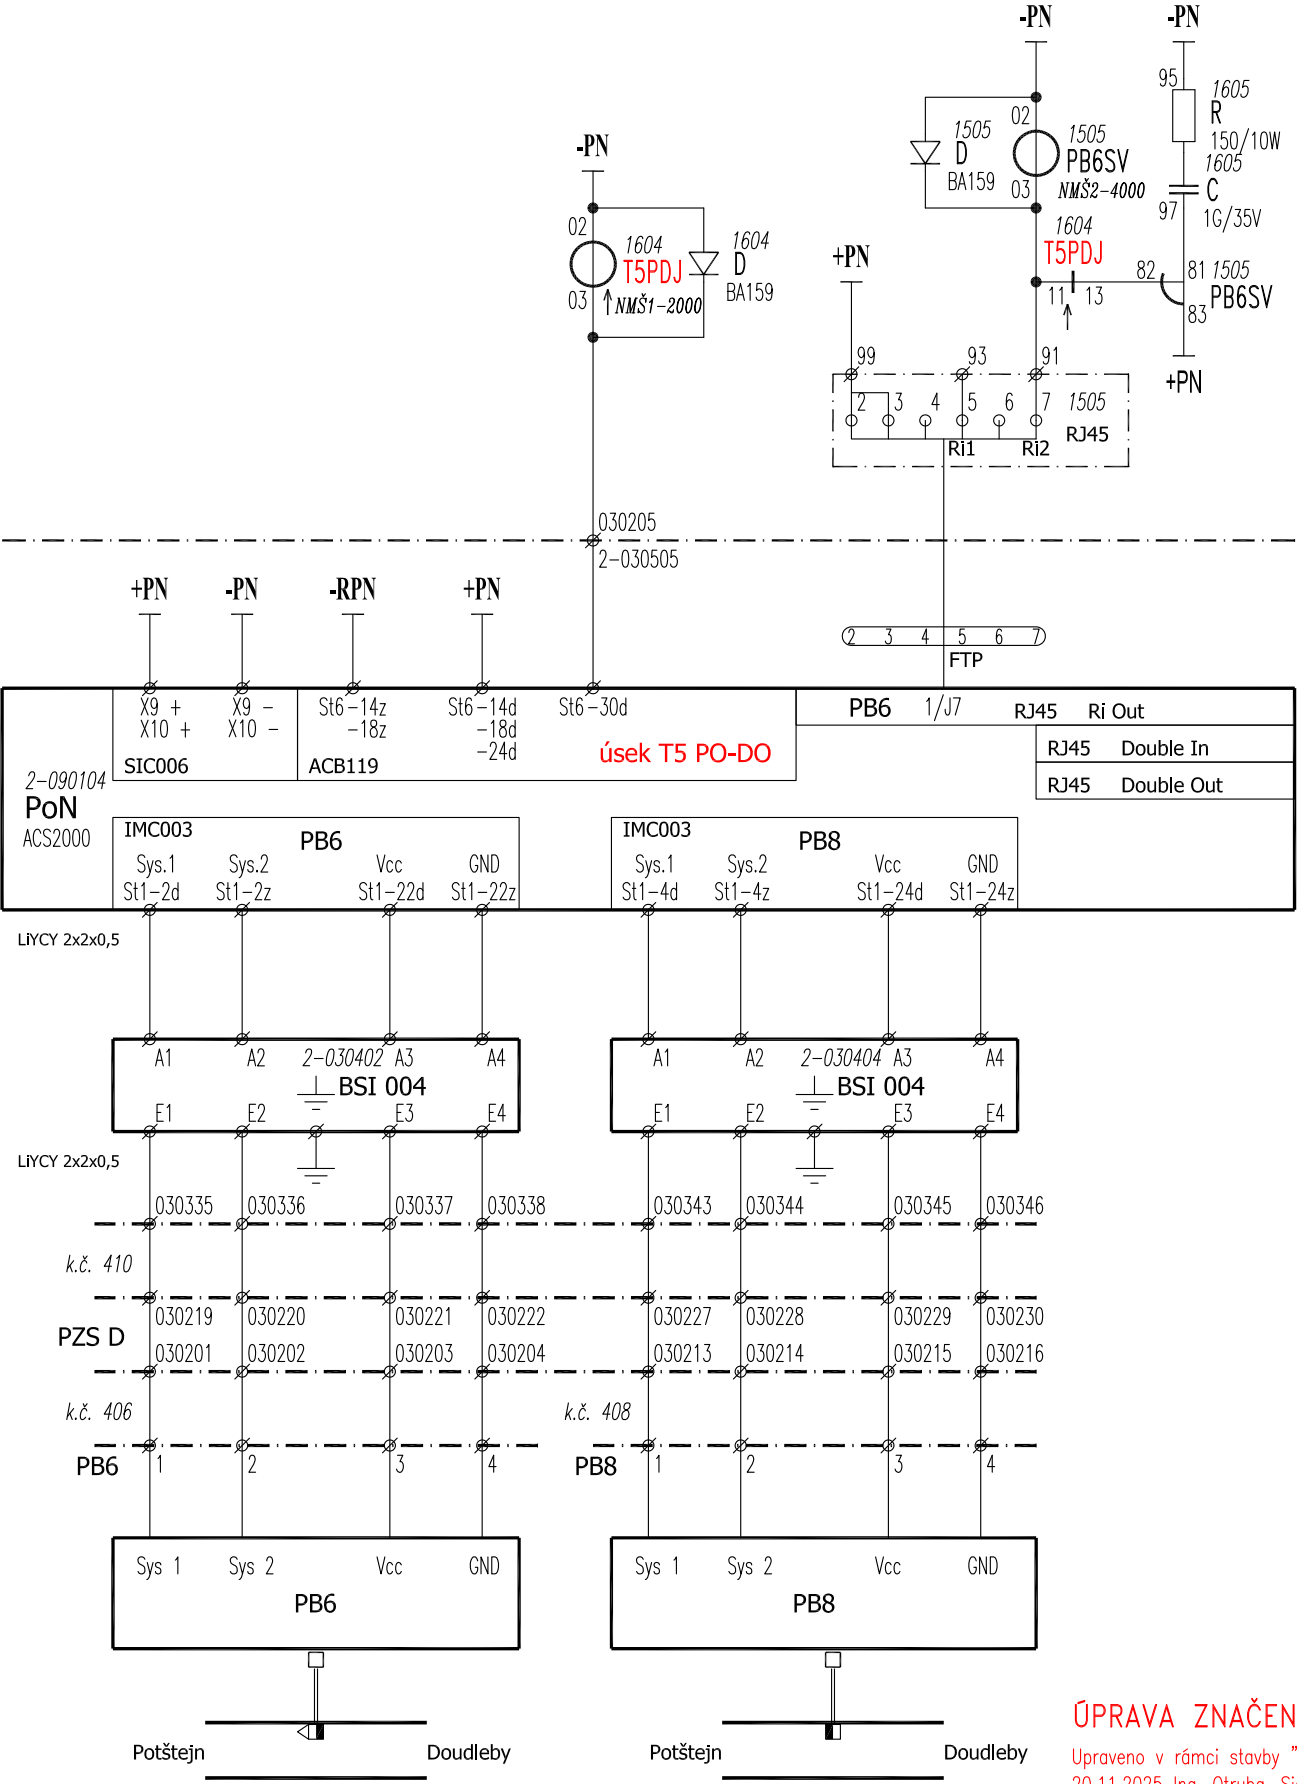 -PN -PN
95 1605
R
150/10W
02 1505
D
BA159
1505
PB6SV
03 NMŠ2-4000
1605
C
97 1G/35V
-PN
02 1604
T5PDJ
03 NMŠ1-2000
1604
D
BA159
+PN
1604
T5PDJ
11 13
82 81 1505
PB6SV
83
+PN
99 93 91
2 3 4 5 6 7 1505
RJ45
Ri1 Ri2
030205
2-030505
+PN -PN -RPN +PN
2 3 4 5 6 7
FTP
X9 + X9 - St6-14z St6-14d St6-30d
X10 + X10 - -18z -18d
-24d
SIC006 ACB119 úsek T5 PO-DO
PB6 1/J7 RJ45 Ri Out
RJ45 Double In
RJ45 Double Out
2-090104
PoN
ACS2000
IMC003 PB6
Sys.1 Sys.2 Vcc GND
St1-2d St1-2z St1-22d St1-22z
IMC003 PB8
Sys.1 Sys.2 Vcc GND
St1-4d St1-4z St1-24d St1-24z
LiYCY 2x2x0,5
A1 A2 2-030402 A3 A4
BSI 004
E1 E2 E3 E4
A1 A2 2-030404 A3 A4
BSI 004
E1 E2 E3 E4
LiYCY 2x2x0,5
030335 030336 030337 030338 030343 030344 030345 030346
k.č. 410
030219 030220 030221 030222 030227 030228 030229 030230
PZS D
030201 030202 030203 030204 030213 030214 030215 030216
k.č. 406 k.č. 408
PB6 1 2 3 4 PB8 1 2 3 4
Sys 1 Sys 2 Vcc GND
PB6
Sys 1 Sys 2 Vcc GND
PB8
Potštejn Doudleby Potštejn Doudleby
ÚPRAVA ZNAČEN
Upraveno v rámci stavby "
20.11.2025 Ing. Otruba, Si